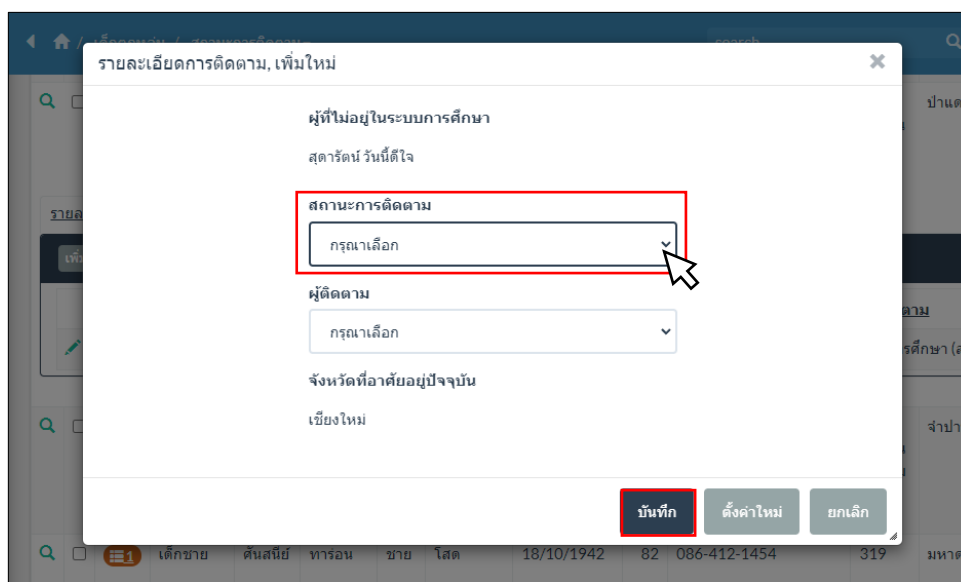 search
รายละเอียดการติดตาม, เพิ่มใหม่
ผู้ที่ไม่อยู่ในระบบการศึกษา
สุดารัตน์ วันนี้ดีใจ
สถานะการติดตาม
กรุณาเลือก
ผู้ติดตาม
กรุณาเลือก
จังหวัดที่อาศัยอยู่ปัจจุบัน
เชียงใหม่
บันทึก ตั้งค่าใหม่ ยกเลิก
1 เด็กชาย ศันสนีย์ ทาร่อน ชาย โสด 18/10/1942 82 086-412-1454 319